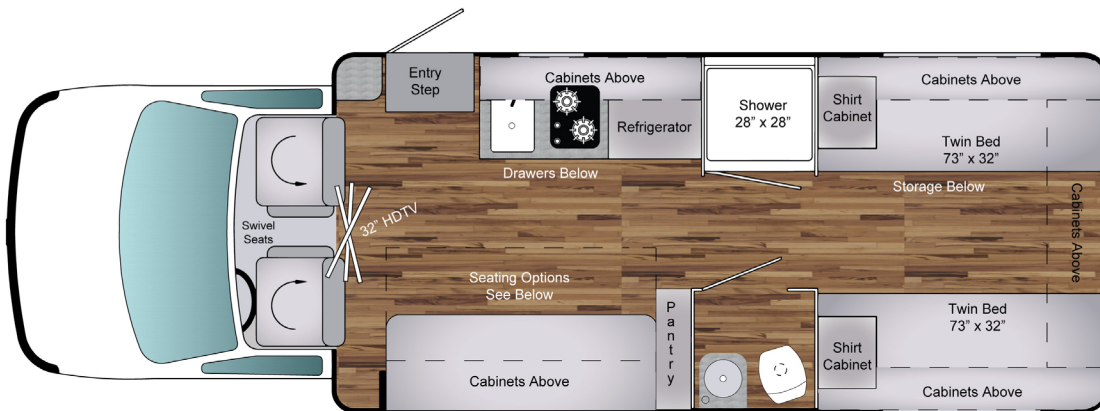 Entry
Step
Cabinets Above
Refrigerator
Shower
28" x 28"
Shirt
Cabinet
Cabinets Above
Twin Bed
73" x 32"
Drawers Below
Storage Below
Swivel
Seats
32" HDTV
Cabinets Above
Seating Options
See Below
Pantry
Twin Bed
73" x 32"
Shirt
Cabinet
Cabinets Above
Cabinets Above